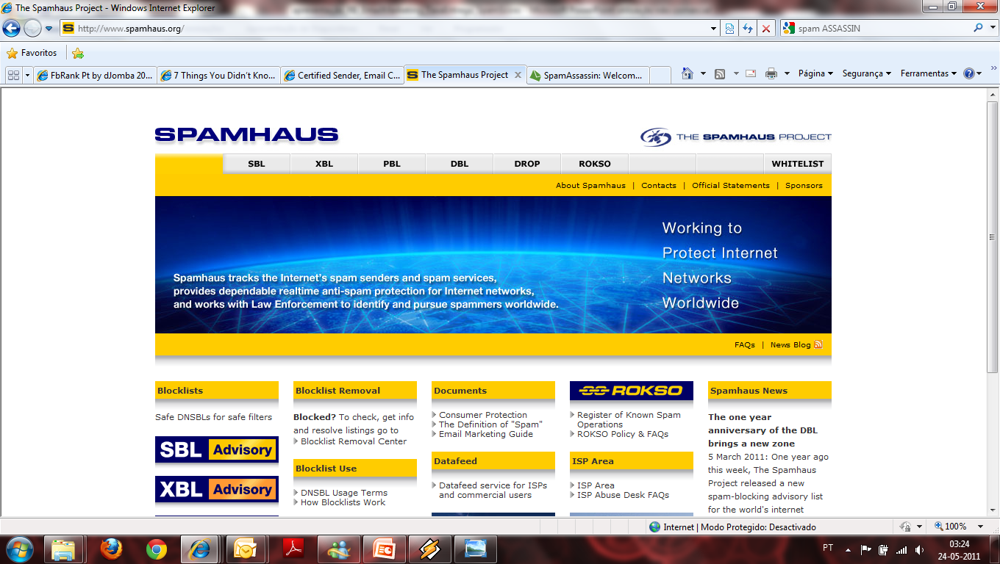 The Spamhaus Project - Windows Internet Explorer
http://www.spamhaus.org/
spam ASSASSIN
Favoritos
FbRank Pt by dJomba 20...
7 Things You Didn't Kno...
Certified Sender, Email C...
The Spamhaus Project
SpamAssassin: Welcom...
Página
Segurança
Ferramentas
SPAMHAUS
THE SPAMHAUS PROJECT
SBL
XBL
PBL
DBL
DROP
ROKSO
WHITELIST
About Spamhaus | Contacts | Official Statements | Sponsors
Working to
Protect Internet
Networks
Worldwide
Spamhaus tracks the Internet's spam senders and spam services,
provides dependable realtime anti-spam protection for Internet networks,
and works with Law Enforcement to identify and pursue spammers worldwide.
FAQs | News Blog
Blocklists
Safe DNSBLs for safe filters
SBL Advisory
XBL Advisory
Blocklist Removal
Blocked? To check, get info
and resolve listings go to
Blocklist Removal Center
Blocklist Use
DNSBL Usage Terms
How Blocklists Work
Documents
Consumer Protection
The Definition of "Spam"
Email Marketing Guide
Datafeed
Datafeed service for ISPs
and commercial users
ROKSO
Register of Known Spam
Operations
ROKSO Policy & FAQs
ISP Area
ISP Area
ISP Abuse Desk FAQs
Spamhaus News
The one year
anniversary of the DBL
brings a new zone
5 March 2011: One year ago
this week, The Spamhaus
Project released a new
spam-blocking advisory list
for the world's internet
Internet | Modo Protegido: Desactivado
100%
PT
03:24
24-05-2011